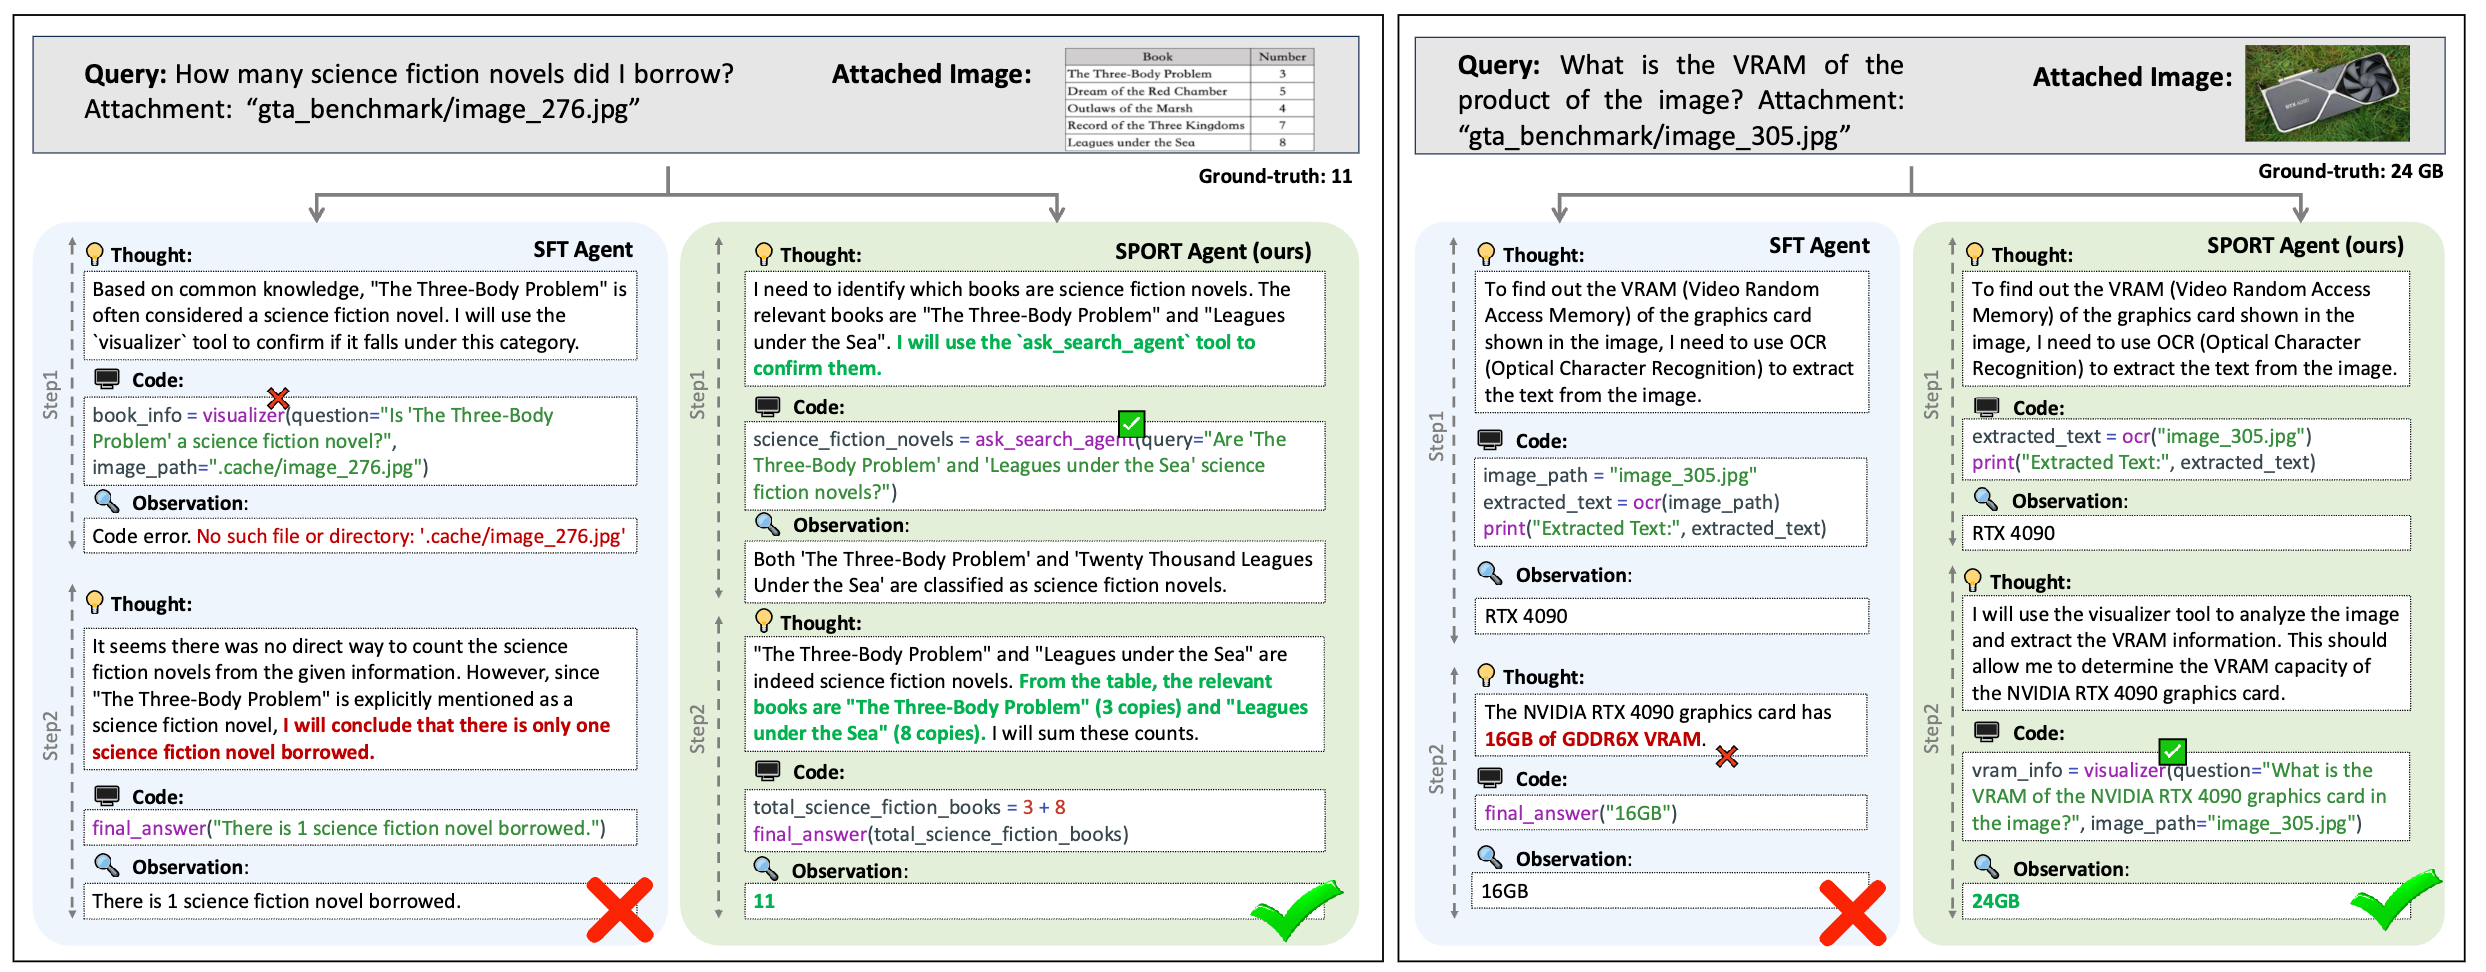 Query: How many science fiction novels did I borrow?
Attachment: “gta_benchmark/image_276.jpg”
Attached Image:
Book Number
The Three-Body Problem 3
Dream of the Red Chamber 5
Outlaws of the Marsh 4
Record of the Three Kingdoms 7
Leagues under the Sea 8
Ground-truth: 11
SFT Agent
Step1
Thought:
Based on common knowledge, "The Three-Body Problem" is
often considered a science fiction novel. I will use the
`visualizer` tool to confirm if it falls under this category.
Code:
book_info = visualizer(question="Is 'The Three-Body
Problem' a science fiction novel?",
image_path=".cache/image_276.jpg")
Observation:
Code error. No such file or directory: '.cache/image_276.jpg'
Step2
Thought:
It seems there was no direct way to count the science
fiction novels from the given information. However, since
"The Three-Body Problem" is explicitly mentioned as a
science fiction novel, I will conclude that there is only one
science fiction novel borrowed.
Code:
final_answer("There is 1 science fiction novel borrowed.")
Observation:
There is 1 science fiction novel borrowed.
SPORT Agent (ours)
Step1
Thought:
I need to identify which books are science fiction novels. The
relevant books are "The Three-Body Problem" and "Leagues
under the Sea". I will use the `ask_search_agent` tool to
confirm them.
Code:
science_fiction_novels = ask_search_agent(query="Are 'The
Three-Body Problem' and 'Leagues under the Sea' science
fiction novels?")
Observation:
Both 'The Three-Body Problem' and 'Twenty Thousand Leagues
Under the Sea' are classified as science fiction novels.
Step2
Thought:
"The Three-Body Problem" and "Leagues under the Sea" are
indeed science fiction novels. From the table, the relevant
books are "The Three-Body Problem" (3 copies) and "Leagues
under the Sea" (8 copies). I will sum these counts.
Code:
total_science_fiction_books = 3 + 8
final_answer(total_science_fiction_books)
Observation:
11
Query: What is the VRAM of the
product of the image? Attachment:
“gta_benchmark/image_305.jpg”
Attached Image:
RTX 4090
Ground-truth: 24 GB
SFT Agent
Step1
Thought:
To find out the VRAM (Video Random
Access Memory) of the graphics card
shown in the image, I need to use OCR
(Optical Character Recognition) to extract
the text from the image.
Code:
image_path = "image_305.jpg"
extracted_text = ocr(image_path)
print("Extracted Text:", extracted_text)
Observation:
RTX 4090
Step2
Thought:
The NVIDIA RTX 4090 graphics card has
16GB of GDDR6X VRAM.
Code:
final_answer("16GB")
Observation:
16GB
SPORT Agent (ours)
Step1
Thought:
To find out the VRAM (Video Random Access
Memory) of the graphics card shown in the
image, I need to use OCR (Optical Character
Recognition) to extract the text from the image.
Code:
extracted_text = ocr("image_305.jpg")
print("Extracted Text:", extracted_text)
Observation:
RTX 4090
Step2
Thought:
I will use the visualizer tool to analyze the image
and extract the VRAM information. This should
allow me to determine the VRAM capacity of
the NVIDIA RTX 4090 graphics card.
Code:
vram_info = visualizer(question="What is the
VRAM of the NVIDIA RTX 4090 graphics card in
the image?", image_path="image_305.jpg")
Observation:
24GB